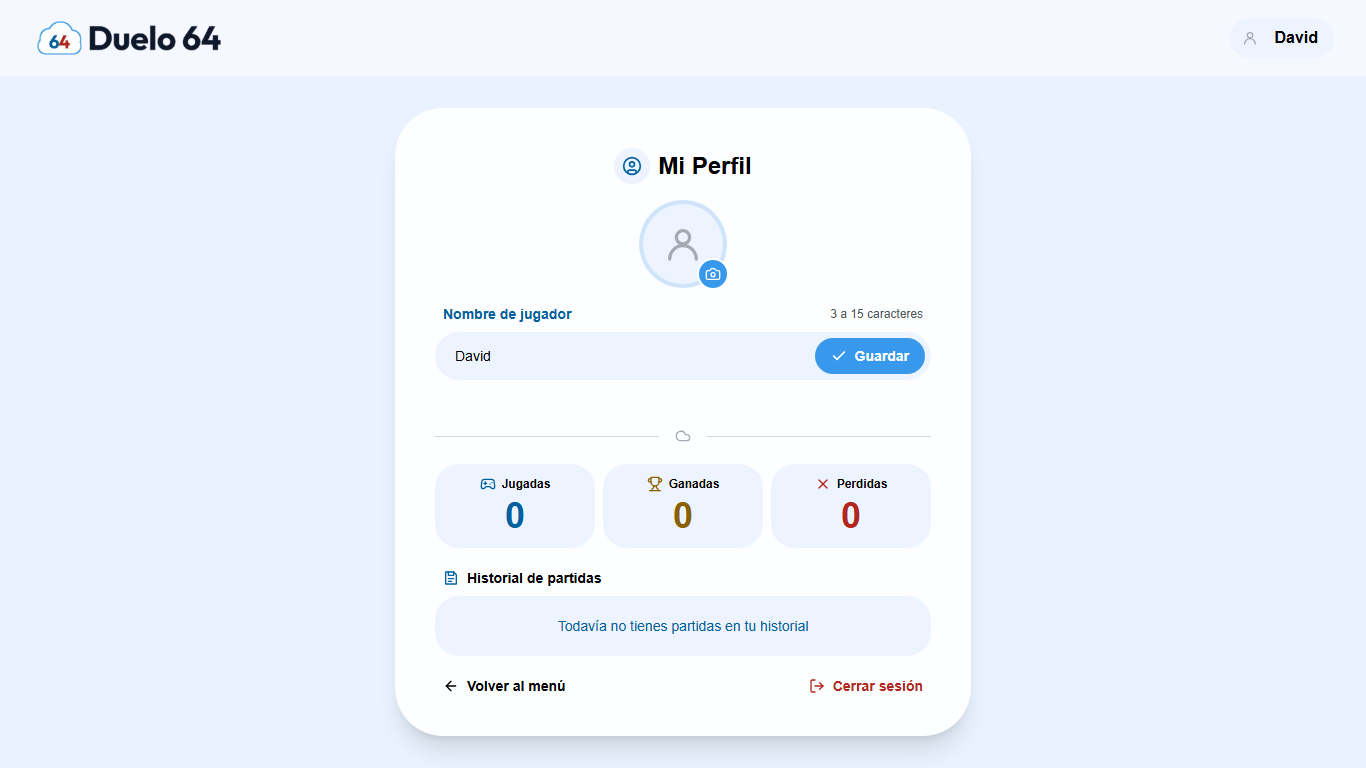 64 Duelo 64
David
Mi Perfil
Nombre de jugador
3 a 15 caracteres
David
Guardar
Jugadas
Ganadas
Perdidas
0
0
0
Historial de partidas
Todavía no tienes partidas en tu historial
Volver al menú
Cerrar sesión